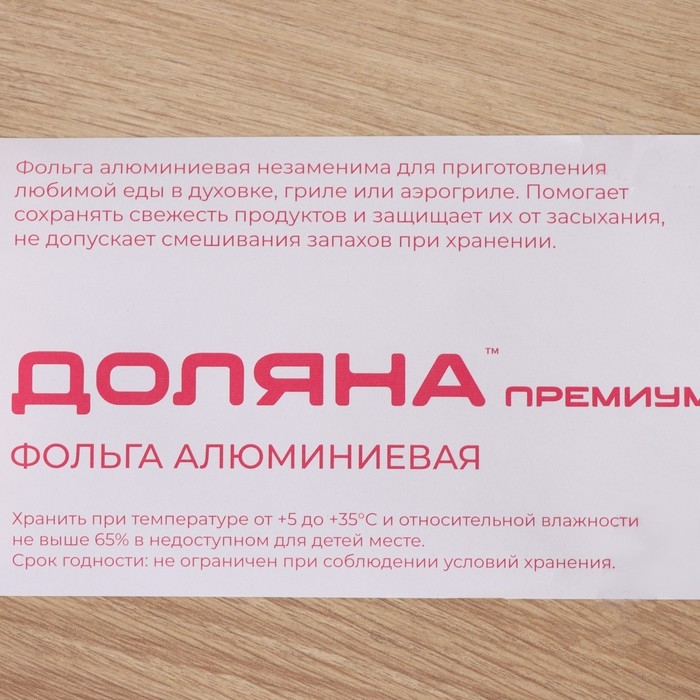 Фольга алюминиевая незаменима для приготовления
любимой еды в духовке, гриле или аэрогриле. Помогает
сохранять свежесть продуктов и защищает их от засыхания,
не допускает смешивания запахов при хранении.
ДОЛЯНА™ ПРЕМИУМ
ФОЛЬГА АЛЮМИНИЕВАЯ
Хранить при температуре от +5 до +35°С и относительной влажности
не выше 65% в недоступном для детей месте.
Срок годности: не ограничен при соблюдении условий хранения.